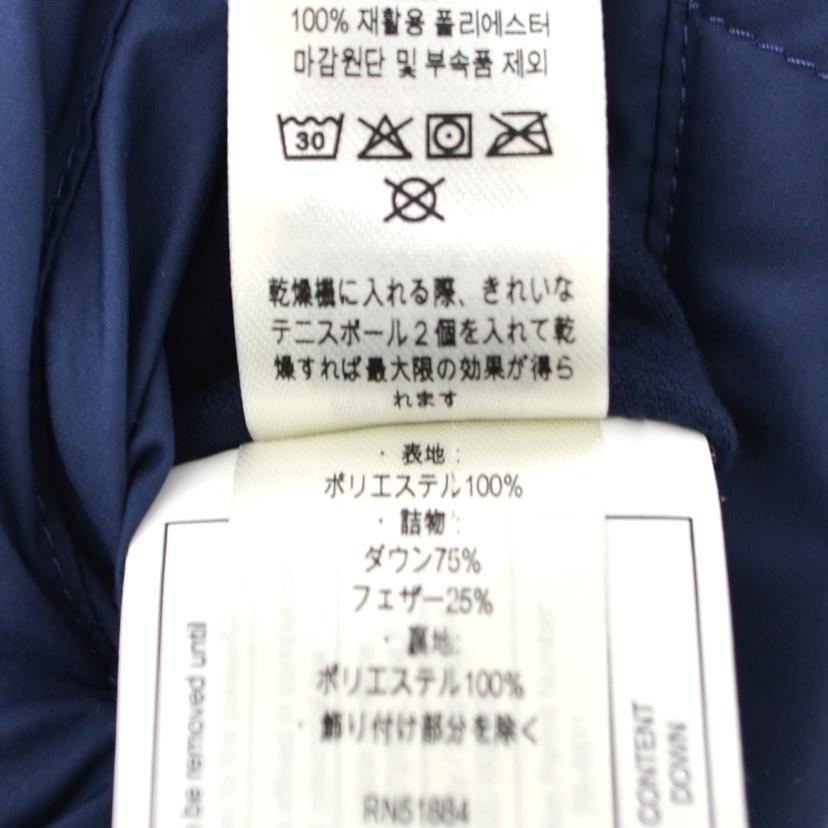 100% 재활용 폴리에스터
마감원단 및 부속품 제외
30
乾燥機に入れる際、きれいな
テニスボール2個を入れて乾
燥すれば最大限の効果が得ら
れます
・表地:
ポリエステル100%
・詰物:
ダウン75%
フェザー25%
・裏地:
ポリエステル100%
・飾り付け部分を除く
RN51884
be removed until
CONTENT
DOWN